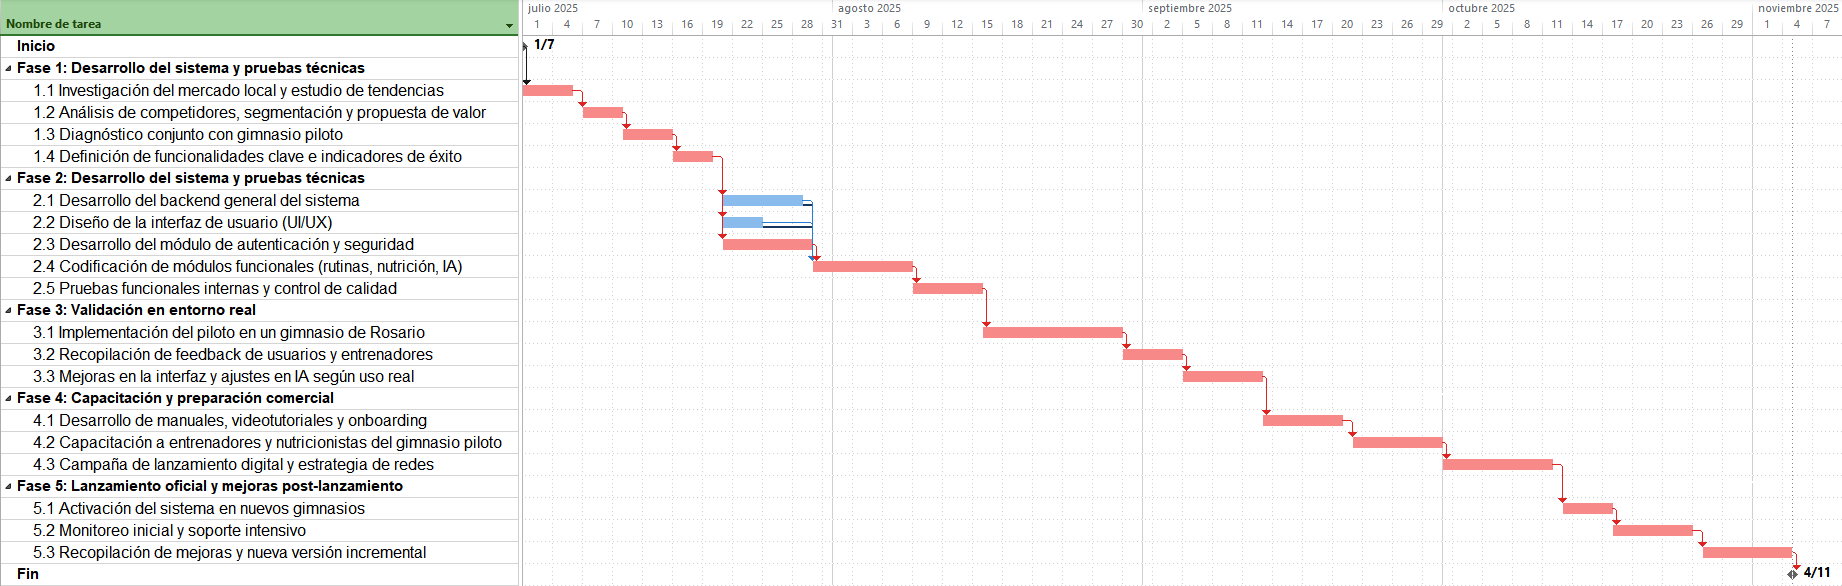 julio 2025 agosto 2025 septiembre 2025 octubre 2025 noviembre 2025
Nombre de tarea 1 4 7 10 13 16 19 22 25 28 31 3 6 9 12 15 18 21 24 27 30 2 5 8 11 14 17 20 23 26 29 2 5 8 11 14 17 20 23 26 29 1 4 7
Inicio 1/7
Fase 1: Desarrollo del sistema y pruebas técnicas
1.1 Investigación del mercado local y estudio de tendencias
1.2 Análisis de competidores, segmentación y propuesta de valor
1.3 Diagnóstico conjunto con gimnasio piloto
1.4 Definición de funcionalidades clave e indicadores de éxito
Fase 2: Desarrollo del sistema y pruebas técnicas
2.1 Desarrollo del backend general del sistema
2.2 Diseño de la interfaz de usuario (UI/UX)
2.3 Desarrollo del módulo de autenticación y seguridad
2.4 Codificación de módulos funcionales (rutinas, nutrición, IA)
2.5 Pruebas funcionales internas y control de calidad
Fase 3: Validación en entorno real
3.1 Implementación del piloto en un gimnasio de Rosario
3.2 Recopilación de feedback de usuarios y entrenadores
3.3 Mejoras en la interfaz y ajustes en IA según uso real
Fase 4: Capacitación y preparación comercial
4.1 Desarrollo de manuales, videotutoriales y onboarding
4.2 Capacitación a entrenadores y nutricionistas del gimnasio piloto
4.3 Campaña de lanzamiento digital y estrategia de redes
Fase 5: Lanzamiento oficial y mejoras post-lanzamiento
5.1 Activación del sistema en nuevos gimnasios
5.2 Monitoreo inicial y soporte intensivo
5.3 Recopilación de mejoras y nueva versión incremental
Fin 4/11